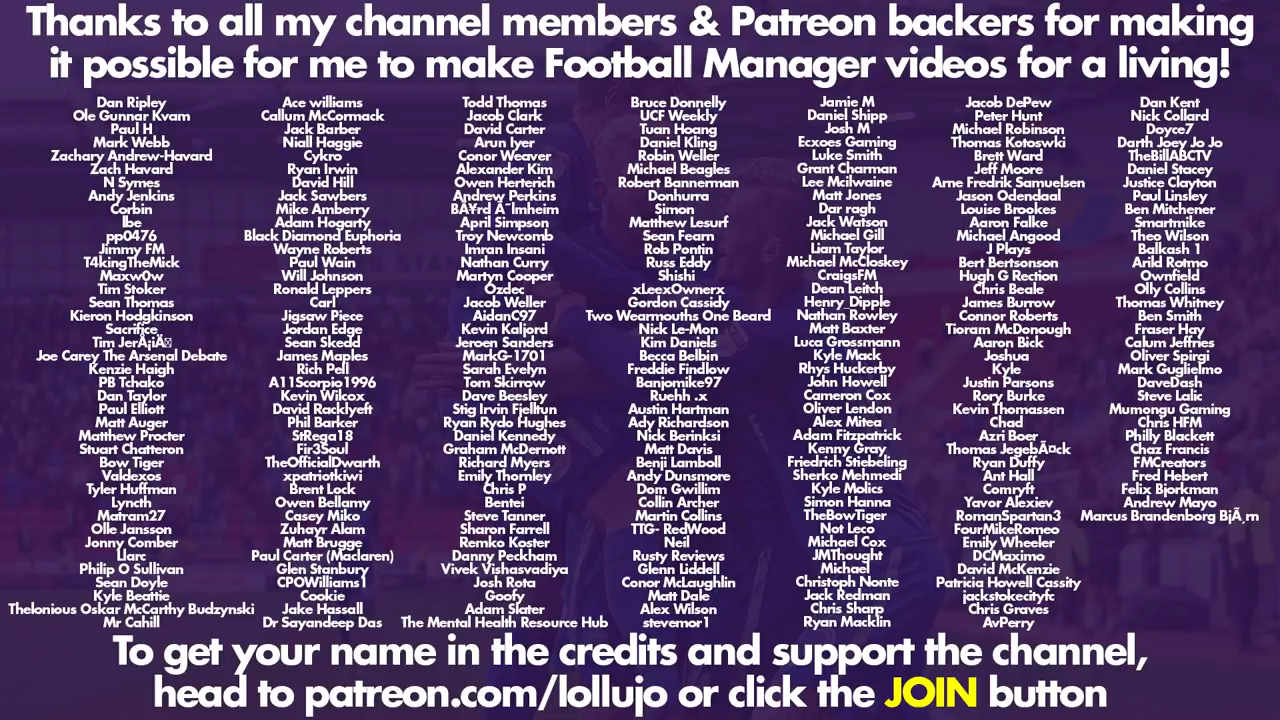 Thanks to all my channel members & Patreon backers for making
it possible for me to make Football Manager videos for a living!
Dan Ripley
Ole Gunnar Kvam
Paul H
Mark Webb
Zachary Andrew-Havard
Zach Havard
N Symes
Andy Jenkins
Corbin
Ibe
pp0476
Jimmy FM
T4kingTheMick
Maxw0w
Tim Stoker
Sean Thomas
Kieron Hodgkinson
Sacrifice
Tim
Joe Carey The Arsenal Debate
Kenzie Haigh
PB Tchako
Dan Taylor
Paul Elliott
Matt Auger
Matthew Procter
Stuart Chatteron
Bow Tiger
Valdexos
Tyler Huffman
Lyncth
Matram27
Olle Jansson
Jonny Comber
Llarc
Philip O Sullivan
Sean Doyle
Kyle Beattie
Thelonious Oskar McCarthy Budzynski
Mr Cahill
Ace williams
Callum McCormack
Jack Barber
Niall Haggie
Cykro
Ryan Irwin
David Hill
Jack Sawbers
Mike Amberry
Adam Hogarty
Black Diamond Euphoria
Wayne Roberts
Paul Wain
Will Johnson
Ronald Leppers
Carl
Jigsaw Piece
Jordan Edge
Sean Skedd
James Maples
Rich Pell
A11Scorpio1996
Kevin Wilcox
David Racklyeft
Phil Barker
StRega18
Fir3Soul
TheOfficialDwarth
xpatriotkiwi
Brent Lock
Owen Bellamy
Casey Miko
Zuhayr Alam
Matt Brugge
Paul Carter (Maclaren)
Glen Stanbury
CPOWilliams1
Cookie
Jake Hassall
Dr Sayandeep Das
Todd Thomas
Jacob Clark
David Carter
Arun Iyer
Conor Weaver
Alexander Kim
Owen Herterich
Andrew Perkins
BÃ¥rd Ã˜lmheim
April Simpson
Troy Newcomb
Imran Insani
Nathan Curry
Martyn Cooper
Ozdec
Jacob Weller
AidanC97
Kevin Kaljord
Jeroen Sanders
MarkG-1701
Sarah Evelyn
Tom Skirrow
Dave Beesley
Stig Irvin Fjelltun
Ryan Rydo Hughes
Daniel Kennedy
Graham McDernott
Richard Myers
Emily Thornley
Chris P
Bentei
Steve Tanner
Sharon Farrell
Remko Koster
Danny Peckham
Vivek Vishasvadiya
Josh Rota
Goofy
Adam Slater
The Mental Health Resource Hub
Bruce Donnelly
UCF Weekly
Tuan Hoang
Daniel Kling
Robin Weller
Michael Beagles
Robert Bannerman
Donhurra
Simon
Matthew Lesurf
Sean Fearn
Rob Pontin
Russ Eddy
Shishi
xLeexOwnerx
Gordon Cassidy
Two Wearmouths One Beard
Nick Le-Mon
Kim Daniels
Becca Belbin
Freddie Findlow
Banjomike97
Ruehh .x
Austin Hartman
Ady Richardson
Nick Berinksi
Matt Davis
Benji Lamboll
Andy Dunsmore
Dom Gwillim
Collin Archer
Martin Collins
TTG- RedWood
Neil
Rusty Reviews
Glenn Liddell
Conor McLaughlin
Matt Dale
Alex Wilson
stevemor1
Jamie M
Daniel Shipp
Josh M
Ecxoes Gaming
Luke Smith
Grant Charman
Lee Mcilwaine
Matt Jones
Dar ragh
Jack Watson
Michael Gill
Liam Taylor
Michael McCloskey
CraigsFM
Dean Leitch
Henry Dipple
Nathan Rowley
Matt Baxter
Luca Grossmann
Kyle Mack
Rhys Huckerby
John Howell
Cameron Cox
Oliver Lendon
Alex Mitea
Adam Fitzpatrick
Kenny Gray
Friedrich Stiebeling
Sherko Mehmedi
Kyle Molics
Simon Hanna
TheBowTiger
Not Leco
Michael Cox
JMThought
Michael
Christoph Nonte
Jack Redman
Chris Sharp
Ryan Macklin
Jacob DePew
Peter Hunt
Michael Robinson
Thomas Kotoswki
Brett Ward
Jeff Moore
Arne Fredrik Samuelsen
Jason Odendaal
Louise Brookes
Aaron Falke
Michael Angood
J Plays
Bert Bertsonson
Hugh G Rection
Chris Beale
James Burrow
Connor Roberts
Tioram McDonough
Aaron Bick
Joshua
Kyle
Justin Parsons
Rory Burke
Kevin Thomassen
Chad
Azri Boer
Thomas JegebÃ¤ck
Ryan Duffy
Ant Hall
Comryft
Yavor Alexiev
RomanSpartan3
FourMikeRomeo
Emily Wheeler
DCMaximo
David McKenzie
Patricia Howell Cassity
jackstokecityfc
Chris Graves
AvPerry
Dan Kent
Nick Collard
Doyce7
Darth Joey Jo Jo
TheBillABCTV
Daniel Stacey
Justice Clayton
Paul Linsley
Ben Mitchener
Smartmike
Theo Wilson
Balkash 1
Arild Rotmo
Ownfield
Olly Collins
Thomas Whitney
Ben Smith
Fraser Hay
Calum Jeffries
Oliver Spirgi
Mark Guglielmo
DaveDash
Steve Lalic
Mumongu Gaming
Chris HFM
Philly Blackett
Chaz Francis
FMCreators
Fred Hebert
Felix Bjorkman
Andrew Mayo
Marcus Brandenborg BjÃ¸rn
To get your name in the credits and support the channel,
head to patreon.com/lollujo or click the JOIN button